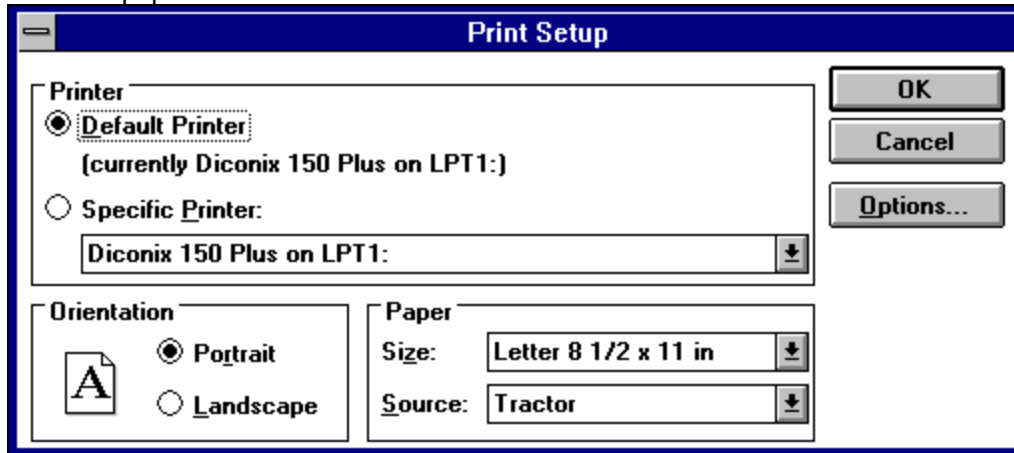 Print Setup
Printer
Default Printer
(currently Diconix 150 Plus on LPT1:)
Specific Printer:
Diconix 150 Plus on LPT1:
OK
Cancel
Options...
Orientation
A
Portrait
Landscape
Paper
Size: Letter 8 1/2 x 11 in
Source: Tractor